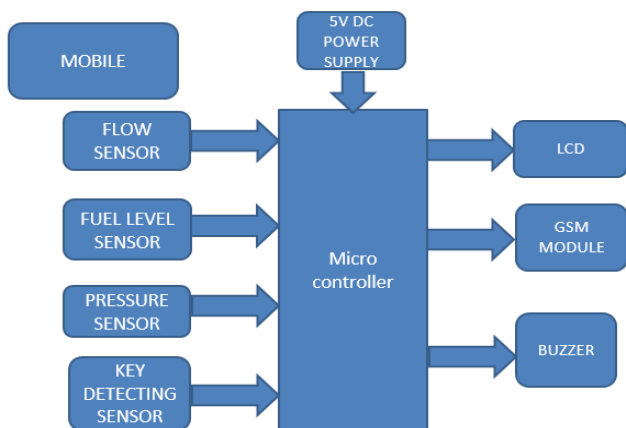 MOBILE
5V DC
POWER
SUPPLY
FLOW
SENSOR
FUEL LEVEL
SENSOR
PRESSURE
SENSOR
KEY
DETECTING
SENSOR
Micro
controller
LCD
GSM
MODULE
BUZZER